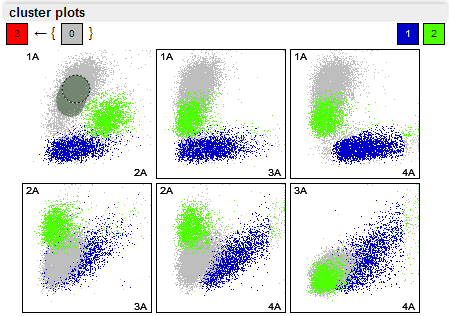 cluster plots
3 ← { 0 } 1 2
1A 1A 1A
2A 3A 4A
2A 2A 3A
3A 4A 4A